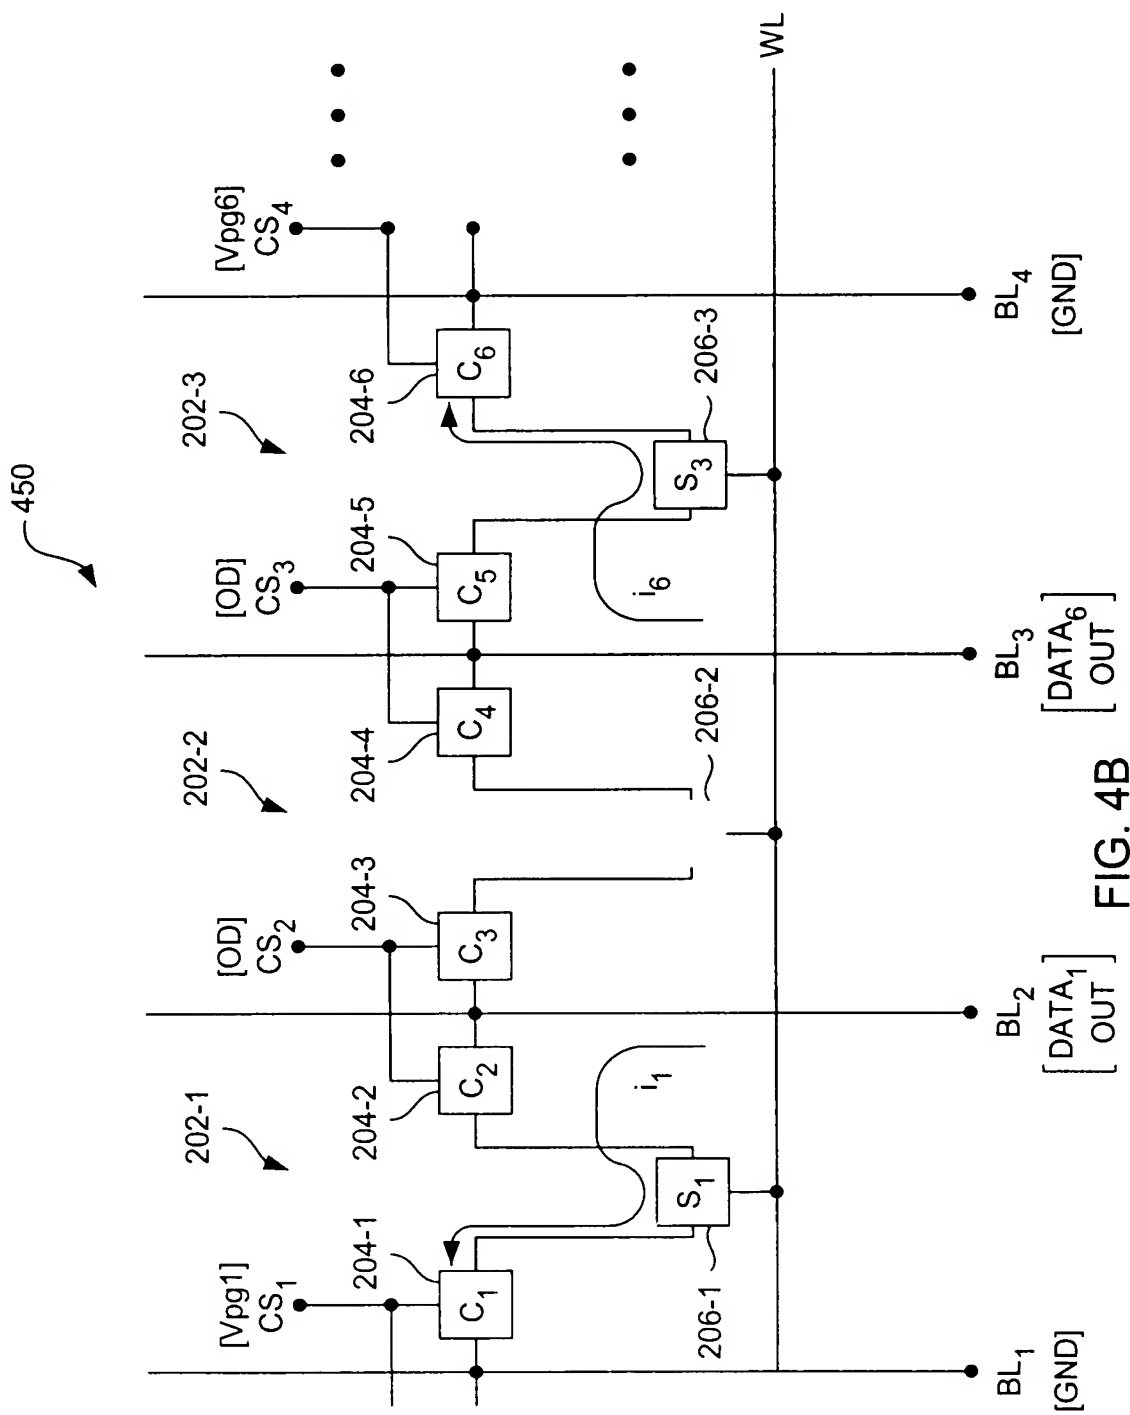 450
202-1
202-2
202-3
[Vpg1]
CS1
[OD]
CS2
[OD]
CS3
[Vpg6]
CS4
204-1
204-2
204-3
204-4
204-5
204-6
C1
C2
C3
C4
C5
C6
i1
i6
206-1
S1
206-2
S3
206-3
WL
BL1
[GND]
BL2
[DATA1
OUT]
BL3
[DATA6
OUT]
BL4
[GND]
FIG. 4B